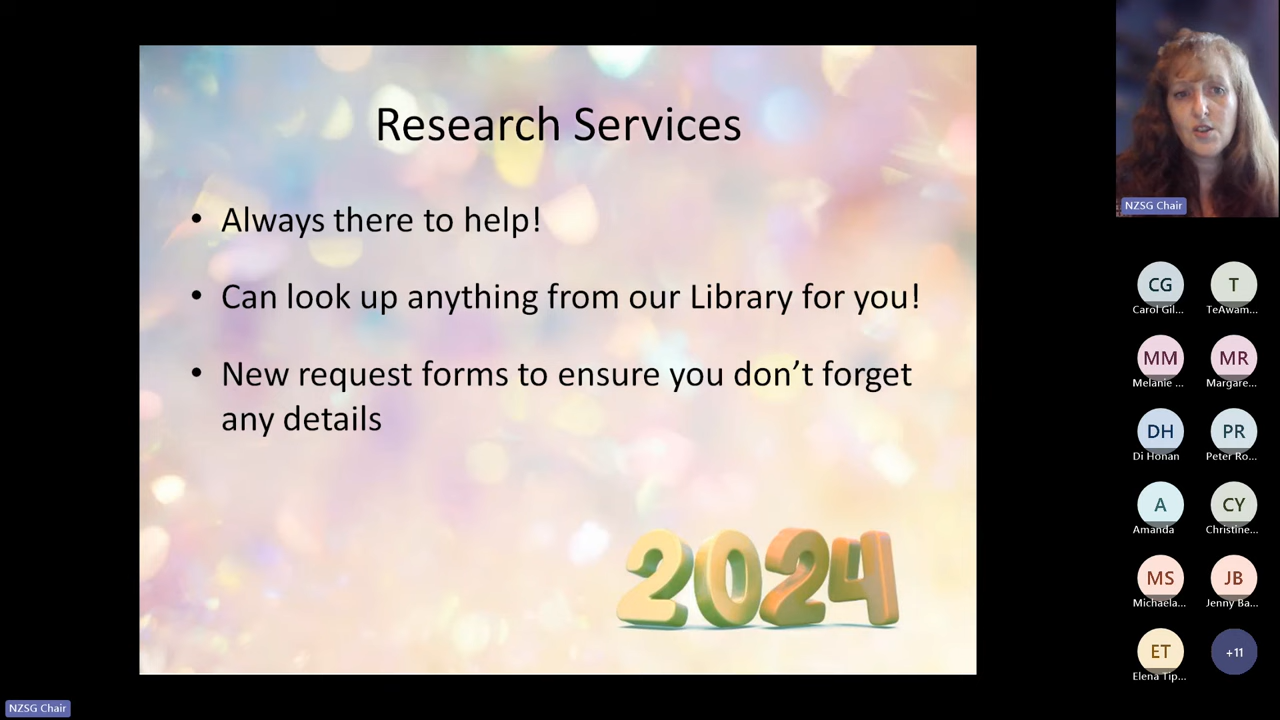 Research Services
• Always there to help!
• Can look up anything from our Library for you!
• New request forms to ensure you don’t forget
any details
2024
NZSG Chair
CG
T
Carol Gil...
TeAwam...
MM
MR
Melanie ...
Margare...
DH
PR
Di Honan
Peter Ro...
A
CY
Amanda
Christine...
MS
JB
Michaela...
Jenny Ba...
ET
+11
Elena Tip...
NZSG Chair